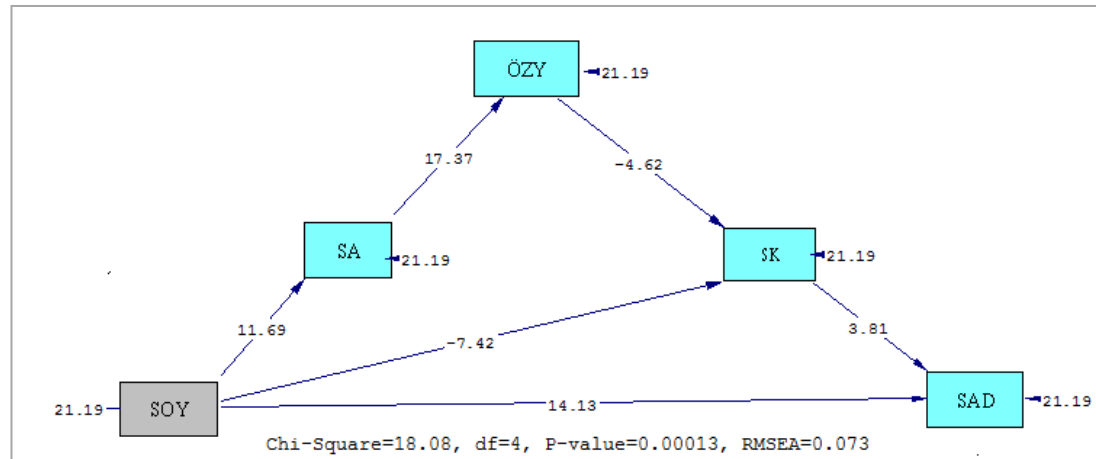 ÖZY
21.19
17.37
-4.62
SA
21.19
SK
21.19
11.69
-7.42
3.81
21.19
SOY
14.13
SAD
21.19
Chi-Square=18.08, df=4, P-value=0.00013, RMSEA=0.073